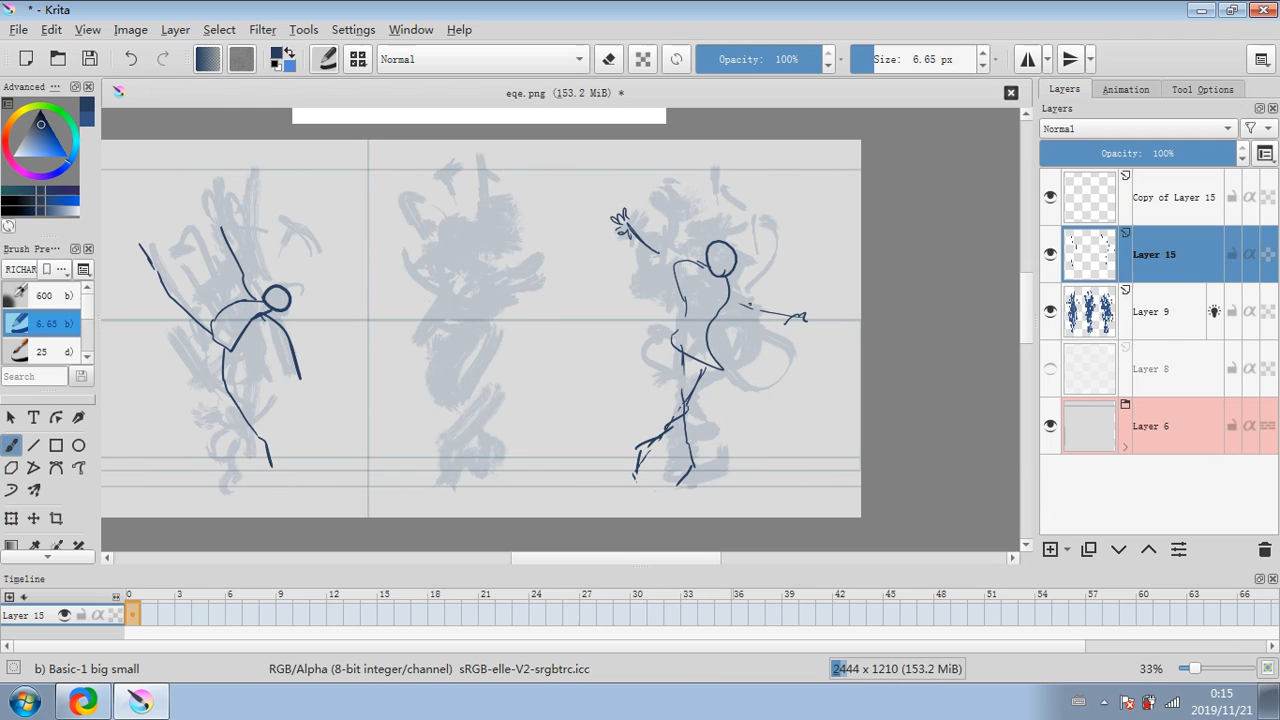 * - Krita
File Edit View Image Layer Select Filter Tools Settings Window Help
Normal
Opacity: 100%
Size: 6.65 px
Advanced ···
eqe.png (153.2 MiB) *
Layers Animation Tool Options
Layers
Normal
Opacity: 100%
Copy of Layer 15
Layer 15
Layer 9
Layer 8
Layer 6
Brush Pre···
RICHAR ···
600 b)
6.65 b)
25 d)
Search
Timeline
0 3 6 9 12 15 18 21 24 27 30 33 36 39 42 45 48 51 54 57 60 63 66
Layer 15
b) Basic-1 big small
RGB/Alpha (8-bit integer/channel) sRGB-elle-V2-srgbtrc.icc
2444 x 1210 (153.2 MiB)
33%
0:15
2019/11/21